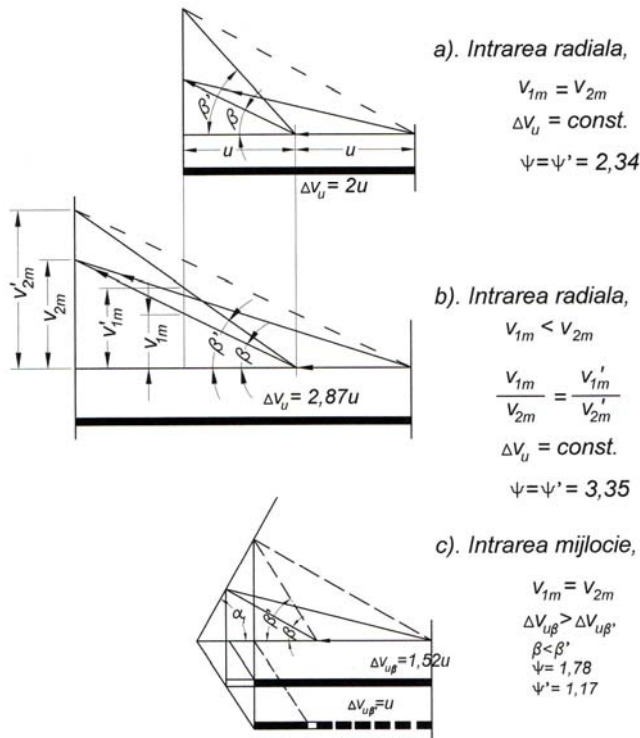 a). Intrarea radiala,
v1m = v2m
Δvu = const.
ψ=ψ'= 2,34
β'
β
u
u
Δvu = 2u
b). Intrarea radiala,
v1m < v2m
v1m / v2m = v1m' / v2m'
Δvu = const.
ψ=ψ'= 3,35
v'2m
v2m
v'1m
v1m
β'
β
Δvu = 2,87u
c). Intrarea mijlocie,
v1m = v2m
Δvuβ > Δvuβ'
β<β'
ψ= 1,78
ψ'= 1,17
α1
β'
β
Δvuβ=1,52u
Δvuβ'=u